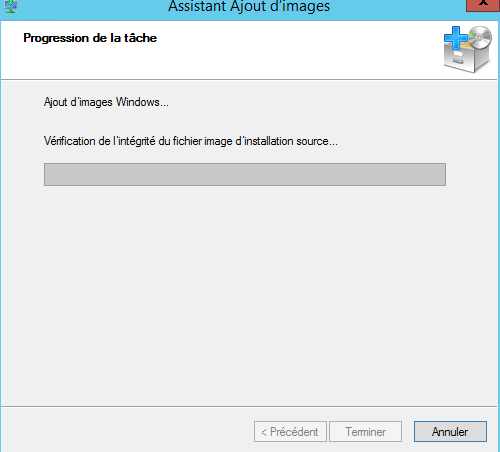 Assistant Ajout d'images
x
Progression de la tâche
Ajout d'images Windows...
Vérification de l'intégrité du fichier image d'installation source...
< Précédent
Terminer
Annuler